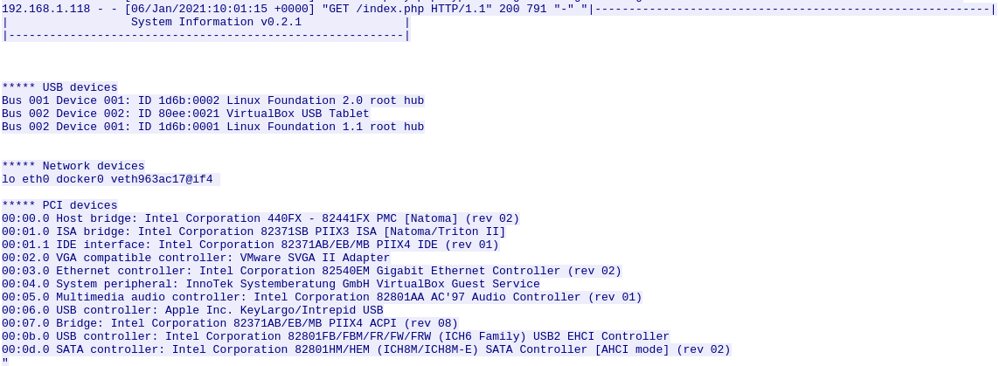 192.168.1.118 - - [06/Jan/2021:10:01:15 +0000] "GET /index.php HTTP/1.1" 200 791 "-" "|----------------------------------------------------------|
|                  System Information v0.2.1               |
|----------------------------------------------------------|
***** USB devices
Bus 001 Device 001: ID 1d6b:0002 Linux Foundation 2.0 root hub
Bus 002 Device 002: ID 80ee:0021 VirtualBox USB Tablet
Bus 002 Device 001: ID 1d6b:0001 Linux Foundation 1.1 root hub
***** Network devices
lo eth0 docker0 veth963ac17@if4
***** PCI devices
00:00.0 Host bridge: Intel Corporation 440FX - 82441FX PMC [Natoma] (rev 02)
00:01.0 ISA bridge: Intel Corporation 82371SB PIIX3 ISA [Natoma/Triton II]
00:01.1 IDE interface: Intel Corporation 82371AB/EB/MB PIIX4 IDE (rev 01)
00:02.0 VGA compatible controller: VMware SVGA II Adapter
00:03.0 Ethernet controller: Intel Corporation 82540EM Gigabit Ethernet Controller (rev 02)
00:04.0 System peripheral: InnoTek Systemberatung GmbH VirtualBox Guest Service
00:05.0 Multimedia audio controller: Intel Corporation 82801AA AC'97 Audio Controller (rev 01)
00:06.0 USB controller: Apple Inc. KeyLargo/Intrepid USB
00:07.0 Bridge: Intel Corporation 82371AB/EB/MB PIIX4 ACPI (rev 08)
00:0b.0 USB controller: Intel Corporation 82801FB/FBM/FR/FW/FRW (ICH6 Family) USB2 EHCI Controller
00:0d.0 SATA controller: Intel Corporation 82801HM/HEM (ICH8M/ICH8M-E) SATA Controller [AHCI mode] (rev 02)
"